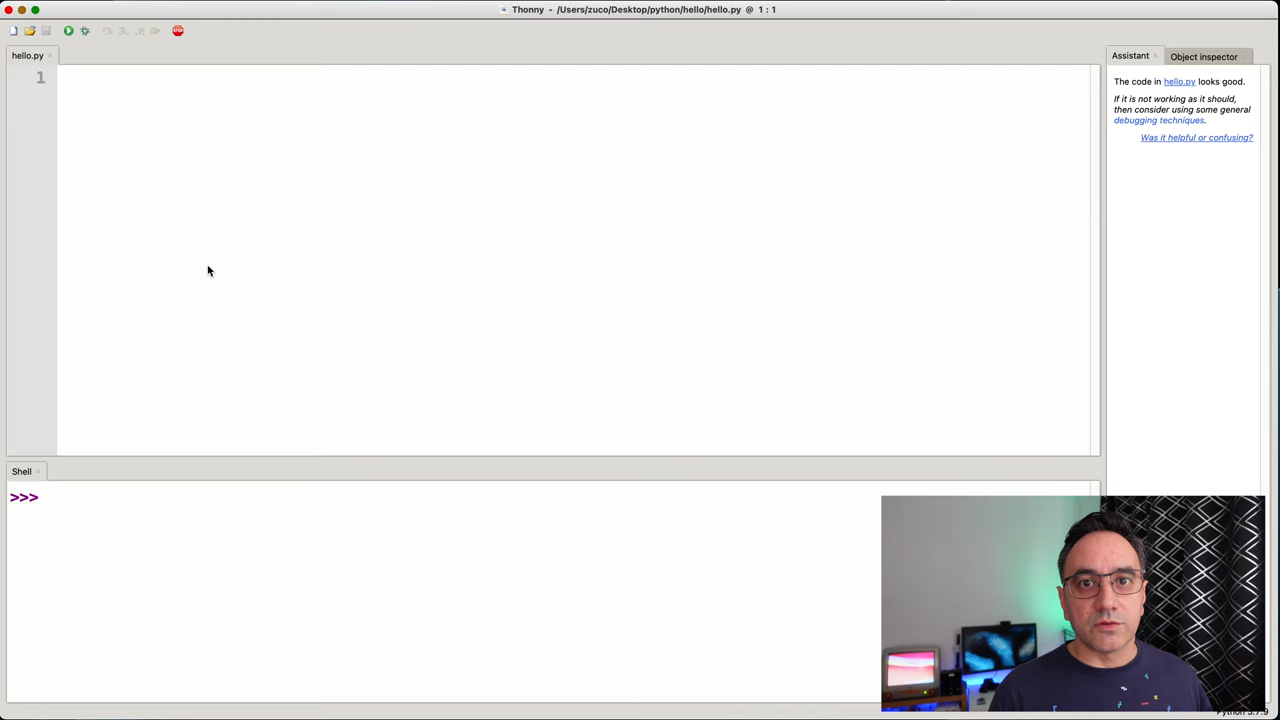 Thonny - /Users/zuco/Desktop/python/hello/hello.py @ 1 : 1
STOP
hello.py
1
Assistant
Object inspector
The code in hello.py looks good.
If it is not working as it should,
then consider using some general
debugging techniques.
Was it helpful or confusing?
Shell
>>>